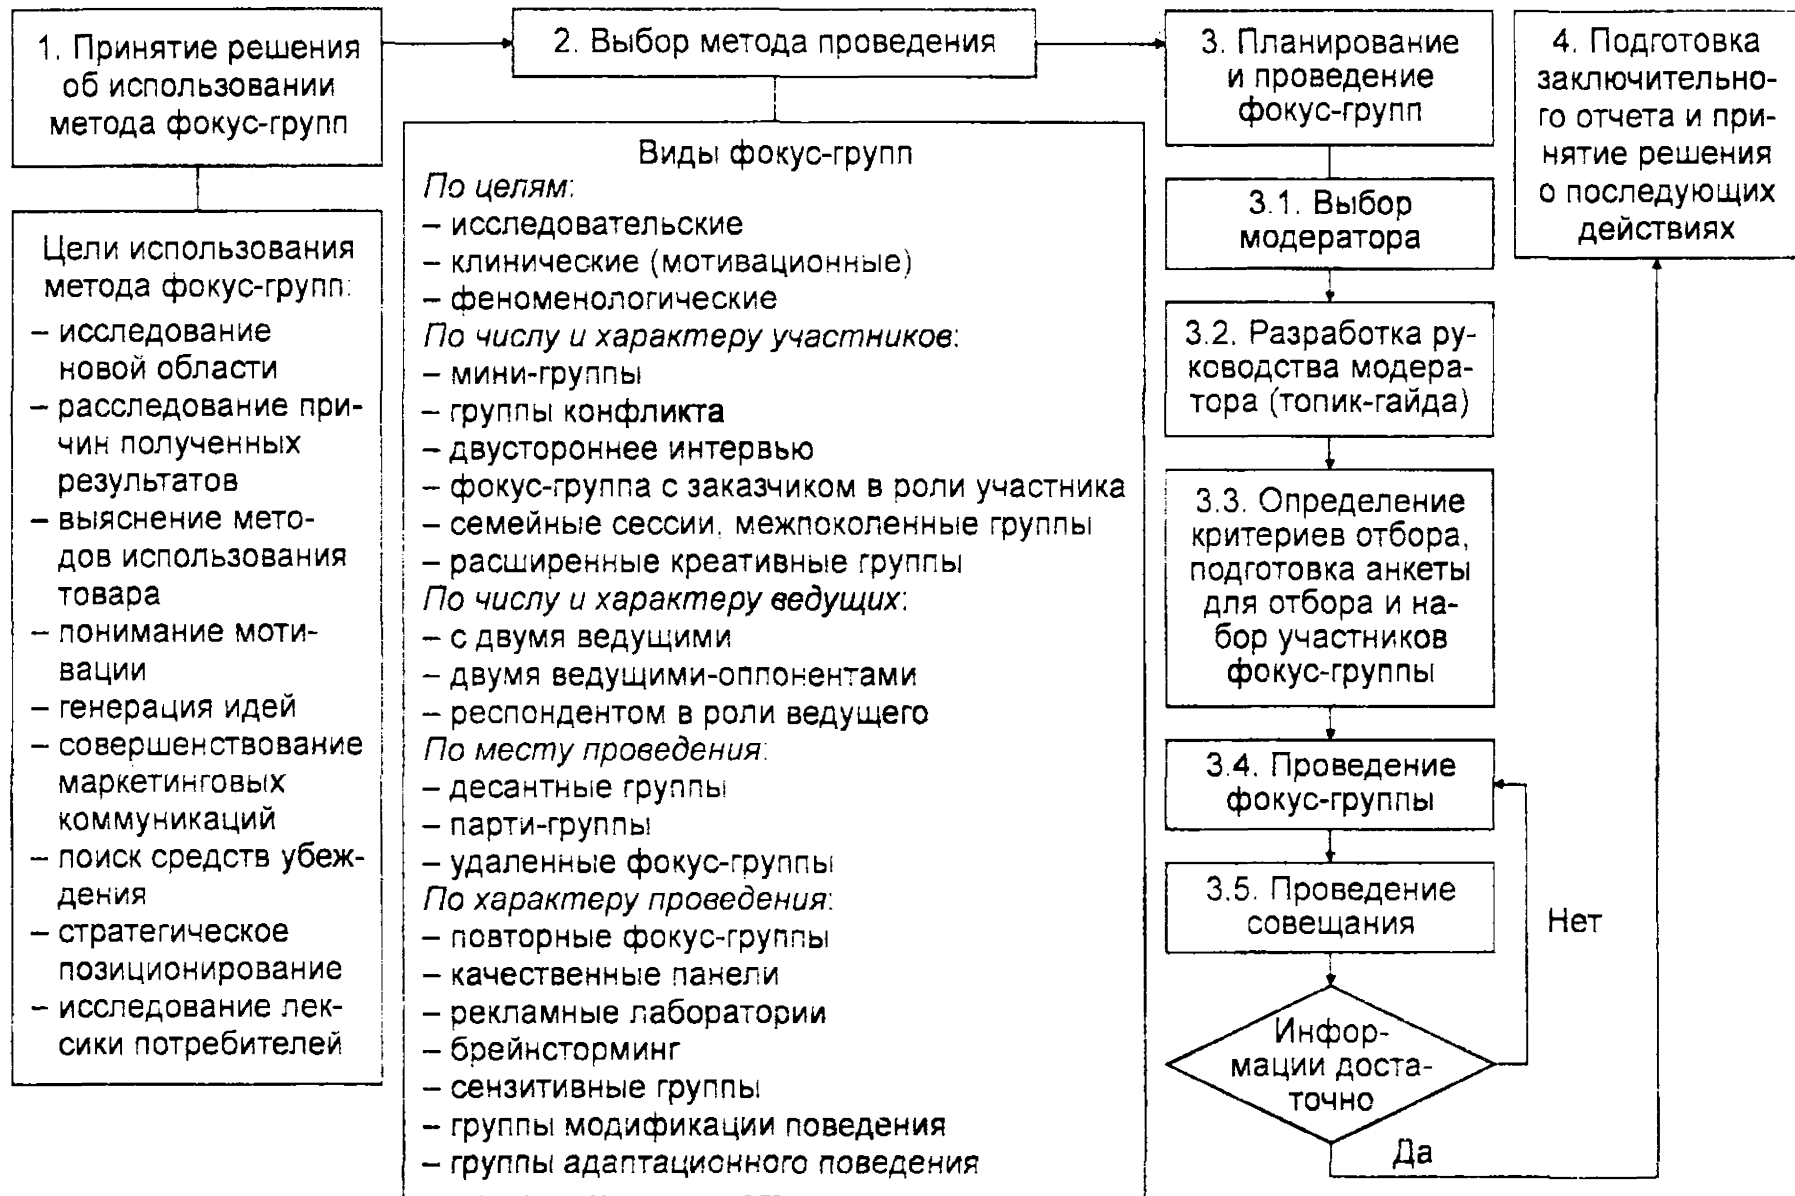 1. Принятие решения
об использовании
метода фокус-групп
Цели использования
метода фокус-групп:
– исследование
новой области
– расследование при-
чин полученных
результатов
– выяснение мето-
дов использования
товара
– понимание моти-
вации
– генерация идей
– совершенствование
маркетинговых
коммуникаций
– поиск средств убеж-
дения
– стратегическое
позиционирование
– исследование лек-
сики потребителей
2. Выбор метода проведения
Виды фокус-групп
По целям:
– исследовательские
– клинические (мотивационные)
– феноменологические
По числу и характеру участников:
– мини-группы
– группы конфликта
– двустороннее интервью
– фокус-группа с заказчиком в роли участника
– семейные сессии, межпоколенные группы
– расширенные креативные группы
По числу и характеру ведущих:
– с двумя ведущими
– двумя ведущими-оппонентами
– респондентом в роли ведущего
По месту проведения:
– десантные группы
– парти-группы
– удаленные фокус-группы
По характеру проведения:
– повторные фокус-группы
– качественные панели
– рекламные лаборатории
– брейнсторминг
– сензитивные группы
– группы модификации поведения
– группы адаптационного поведения
3. Планирование
и проведение
фокус-групп
3.1. Выбор
модератора
3.2. Разработка ру-
ководства модера-
тора (топик-гайда)
3.3. Определение
критериев отбора,
подготовка анкеты
для отбора и на-
бор участников
фокус-группы
3.4. Проведение
фокус-группы
3.5. Проведение
совещания
Инфор-
мации доста-
точно
Нет
Да
4. Подготовка
заключительно-
го отчета и при-
нятие решения
о последующих
действиях